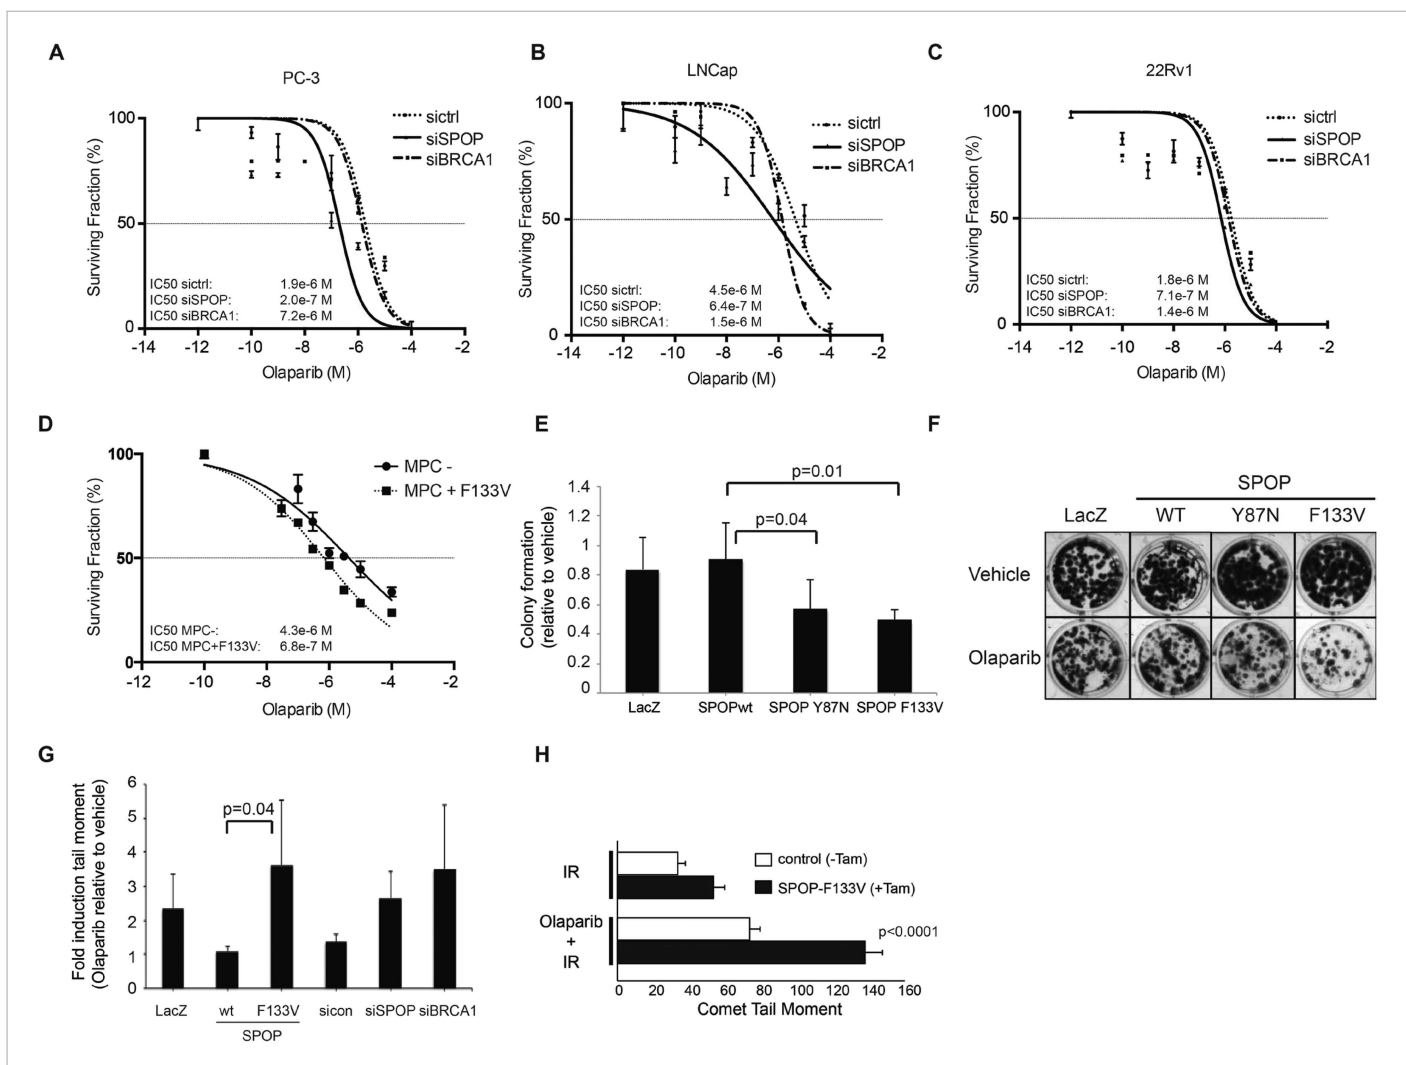 A
PC-3
Surviving Fraction (%)
100
50
0
sictrl
siSPOP
siBRCA1
IC50 sictrl: 1.9e-6 M
IC50 siSPOP: 2.0e-7 M
IC50 siBRCA1: 7.2e-6 M
-14 -12 -10 -8 -6 -4 -2
Olaparib (M)
B
LNCap
Surviving Fraction (%)
100
50
0
sictrl
siSPOP
siBRCA1
IC50 sictrl: 4.5e-6 M
IC50 siSPOP: 6.4e-7 M
IC50 siBRCA1: 1.5e-6 M
-14 -12 -10 -8 -6 -4 -2
Olaparib (M)
C
22Rv1
Surviving Fraction (%)
100
50
0
sictrl
siSPOP
siBRCA1
IC50 sictrl: 1.8e-6 M
IC50 siSPOP: 7.1e-7 M
IC50 siBRCA1: 1.4e-6 M
-14 -12 -10 -8 -6 -4 -2
Olaparib (M)
D
Surviving Fraction (%)
100
50
0
MPC -
MPC + F133V
IC50 MPC-: 4.3e-6 M
IC50 MPC+F133V: 6.8e-7 M
-12 -10 -8 -6 -4 -2
Olaparib (M)
E
Colony formation
(relative to vehicle)
1.4
1.2
1
0.8
0.6
0.4
0.2
0
p=0.01
p=0.04
LacZ SPOPwt SPOP Y87N SPOP F133V
F
SPOP
LacZ WT Y87N F133V
Vehicle
Olaparib
G
Fold induction tail moment
(Olaparib relative to vehicle)
6
5
4
3
2
1
0
p=0.04
LacZ wt F133V sicon siSPOP siBRCA1
SPOP
H
IR
Olaparib
+
IR
control (-Tam)
SPOP-F133V (+Tam)
p<0.0001
0 20 40 60 80 100 120 140 160
Comet Tail Moment